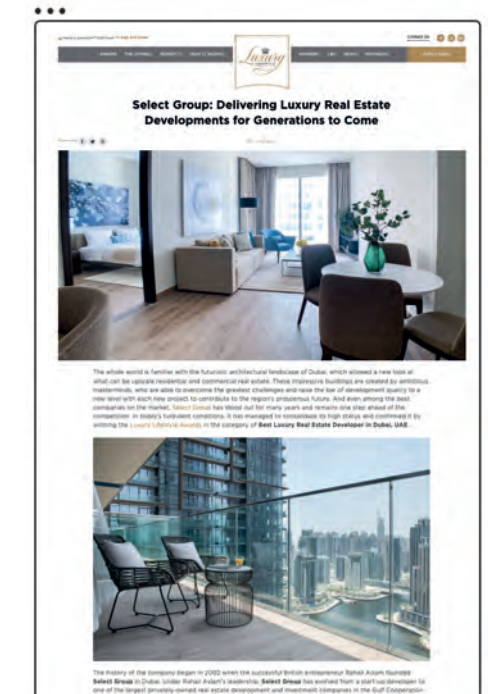 Luxury
Select Group: Delivering Luxury Real Estate
Developments for Generations to Come
The whole world is familiar with the futuristic architectural landscape of Dubai, which allowed a new look at
what can be upscale residential and commercial real estate. These impressive buildings are created by ambitious
masterminds, who are able to overcome the greatest challenges and raise the bar of development quality to a
new level with each new project to contribute to the region's prosperous future. And even among the best
companies on the market, Select Group has stood out for many years and remains one step ahead of the
competition. In today's turbulent conditions, it has managed to consolidate its high status and confirmed it by
winning the Luxury Lifestyle Awards in the category of Best Luxury Real Estate Developer in Dubai, UAE.
The history of the company began in 2002 when the successful British entrepreneur Rahail Aslam founded
Select Group in Dubai. Under Rahail Aslam's leadership, Select Group has evolved from a start-up developer to
one of the largest privately-owned real estate development and investment companies in the Gulf Cooperation